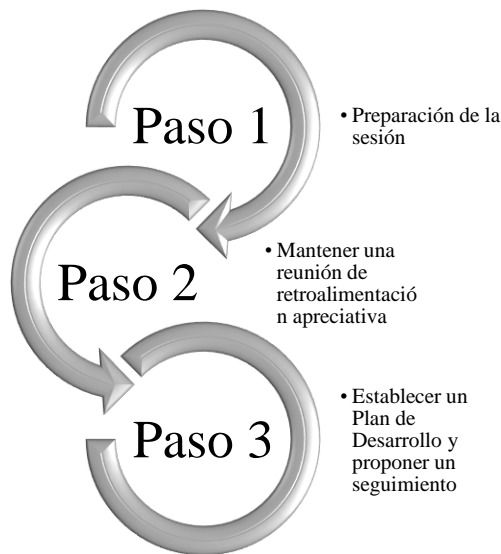 Paso 1
• Preparación de la
sesión
Paso 2
• Mantener una
reunión de
retroalimentació
n apreciativa
Paso 3
• Establecer un
Plan de
Desarrollo y
proponer un
seguimiento